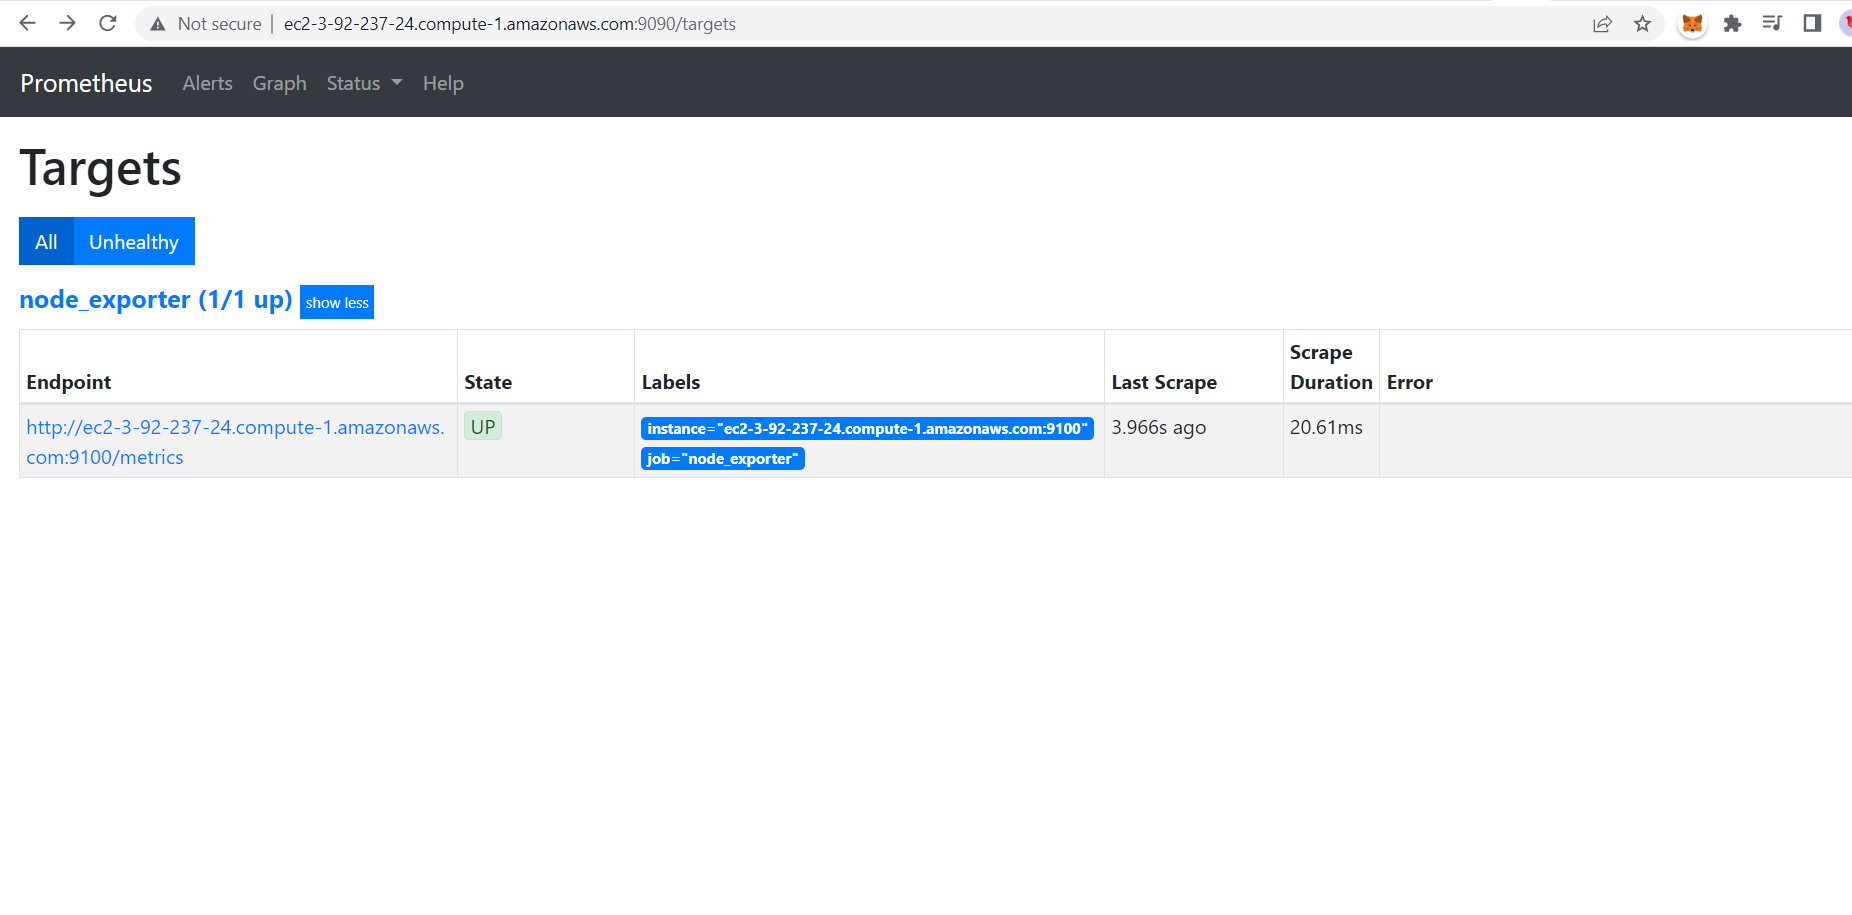 Not secure | ec2-3-92-237-24.compute-1.amazonaws.com:9090/targets
Prometheus Alerts Graph Status Help
Targets
All Unhealthy
node_exporter (1/1 up) show less
Endpoint State Labels Last Scrape Scrape Duration Error
http://ec2-3-92-237-24.compute-1.amazonaws.com:9100/metrics UP instance="ec2-3-92-237-24.compute-1.amazonaws.com:9100" 3.966s ago 20.61ms
job="node_exporter"